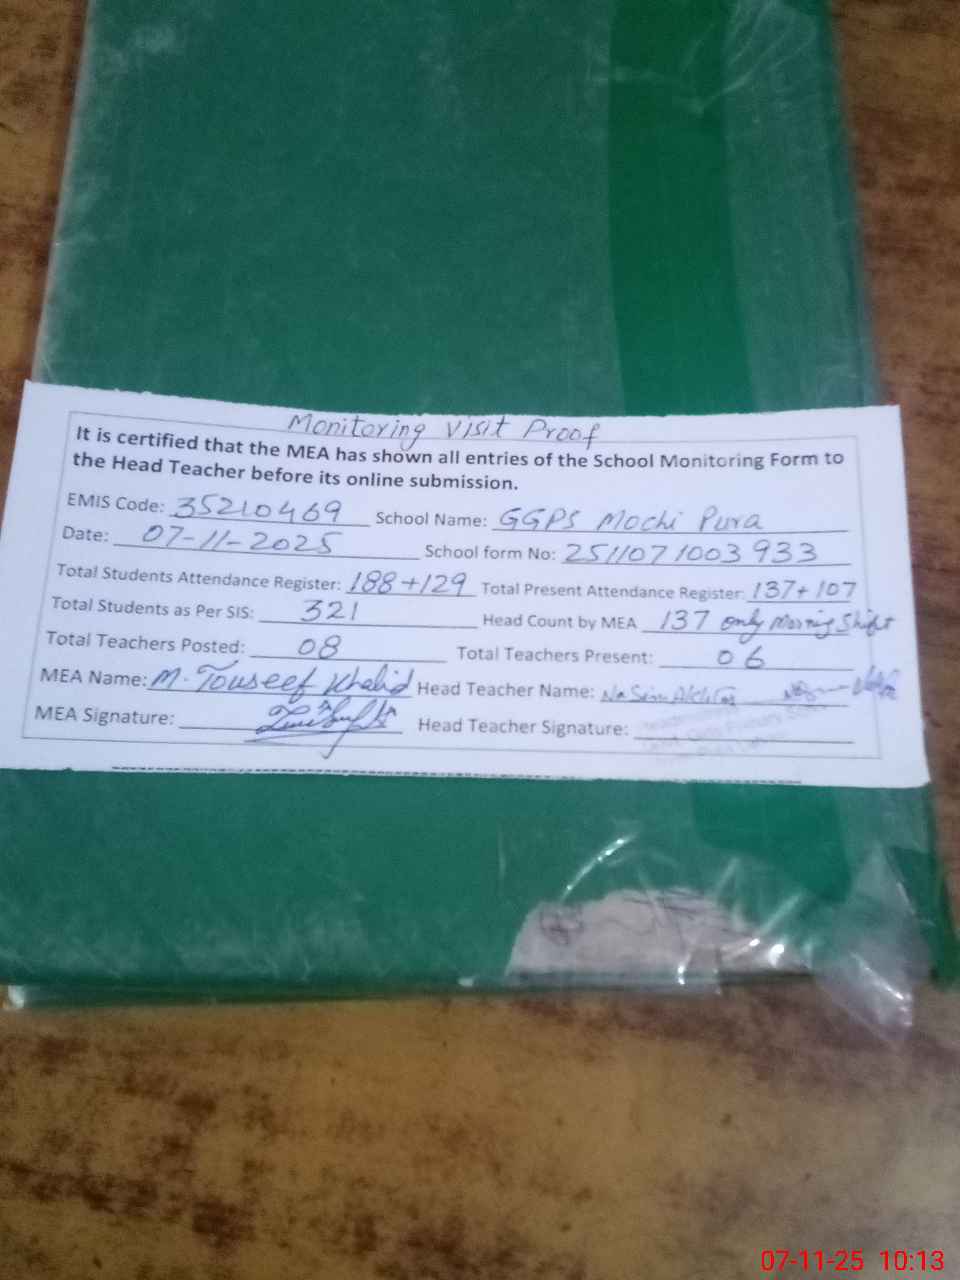 Monitoring Visit Proof
It is certified that the MEA has shown all entries of the School Monitoring Form to
the Head Teacher before its online submission.
EMIS Code: 35210469 School Name: GGPS Mochi Pura
Date: 07-11-2025 School form No: 2511071003933
Total Students Attendance Register: 188+129 Total Present Attendance Register: 137+107
Total Students as Per SIS: 321 Head Count by MEA 137 only Morning Shift
Total Teachers Posted: 08 Total Teachers Present: 06
MEA Name: M. Touseef Khalid Head Teacher Name: Nasim Akhtar
MEA Signature: Head Teacher Signature:
07-11-25 10:13